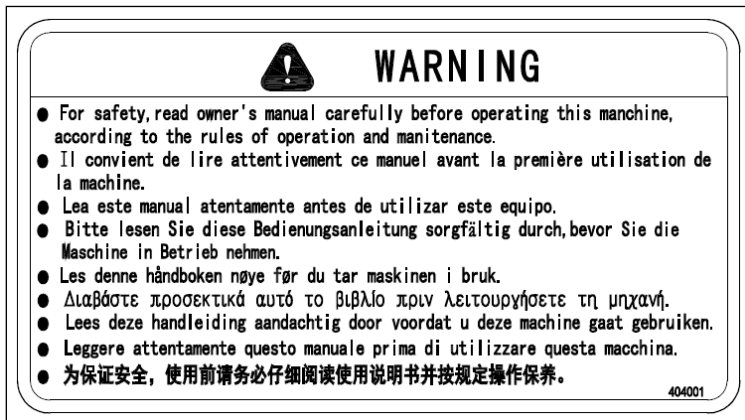 WARNING
● For safety,read owner's manual carefully before operating this manchine,
according to the rules of operation and manitenance.
● Il convient de lire attentivement ce manuel avant la première utilisation de
la machine.
● Lea este manual atentamente antes de utilizar este equipo.
● Bitte lesen Sie diese Bedienungsanleitung sorgfältig durch,bevor Sie die
Maschine in Betrieb nehmen.
● Les denne håndboken nøye før du tar maskinen i bruk.
● Διαβάστε προσεκτικά αυτό το βιβλίο πριν λειτουργήσετε τη μηχανή.
● Lees deze handleiding aandachtig door voordat u deze machine gaat gebruiken.
● Leggere attentamente questo manuale prima di utilizzare questa macchina.
● 为保证安全，使用前请务必仔细阅读使用说明书并按规定操作保养。
404001